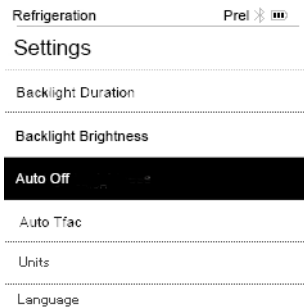 Refrigeration Prel
Settings
Backlight Duration
Backlight Brightness
Auto Off
Auto Tfac
Units
Language